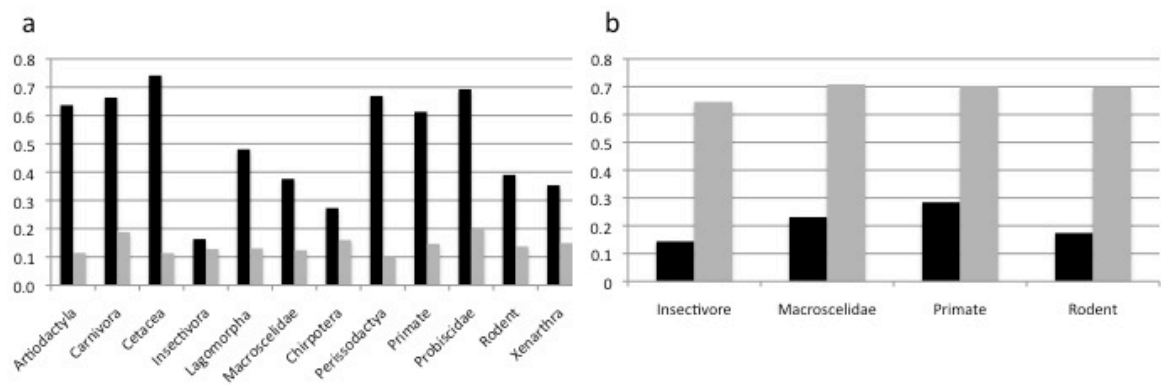 a
0.8
0.7
0.6
0.5
0.4
0.3
0.2
0.1
0.0
Artiodactyla
Carnivora
Cetacea
Insectivora
Lagomorpha
Macroscelidae
Chirpotera
Perissodactya
Primate
Probiscidae
Rodent
Xenarthra
b
0.8
0.7
0.6
0.5
0.4
0.3
0.2
0.1
0
Insectivore
Macroscelidae
Primate
Rodent